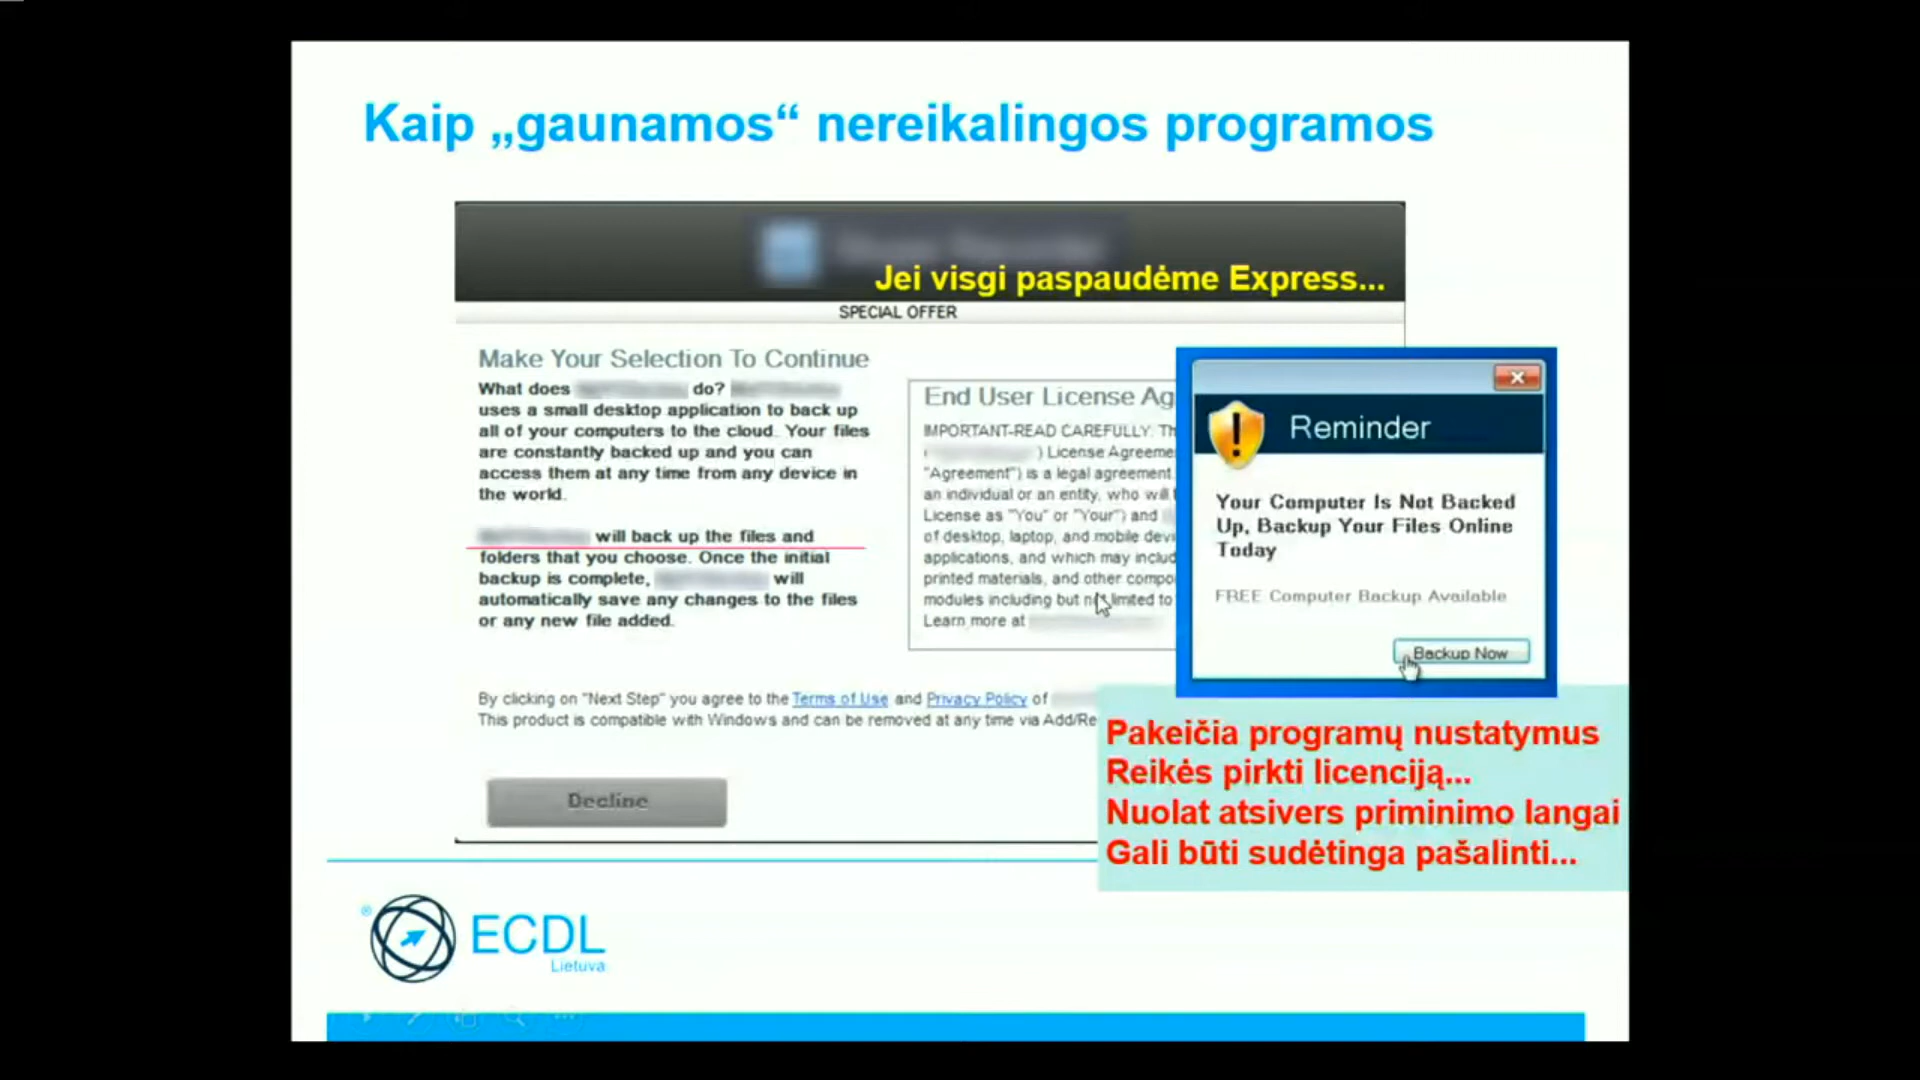 Kaip „gaunamos“ nereikalingos programos
Jei visgi paspaudėme Express...
SPECIAL OFFER
Make Your Selection To Continue
What does do?
uses a small desktop application to back up
all of your computers to the cloud. Your files
are constantly backed up and you can
access them at any time from any device in
the world.
will back up the files and
folders that you choose. Once the initial
backup is complete, will
automatically save any changes to the files
or any new file added.
End User License Ag
IMPORTANT-READ CAREFULLY: Th
( ) License Agreeme
"Agreement") is a legal agreement
an individual or an entity, who will
License as "You" or "Your") and
of desktop, laptop, and mobile devi
applications, and which may includ
printed materials, and other compo
modules including but not limited to
Learn more at
Reminder
Your Computer Is Not Backed
Up, Backup Your Files Online
Today
FREE Computer Backup Available
Backup Now
By clicking on "Next Step" you agree to the Terms of Use and Privacy Policy of
This product is compatible with Windows and can be removed at any time via Add/Re
Decline
Pakeičia programų nustatymus
Reikės pirkti licenciją...
Nuolat atsivers priminimo langai
Gali būti sudėtinga pašalinti...
® ECDL
Lietuva